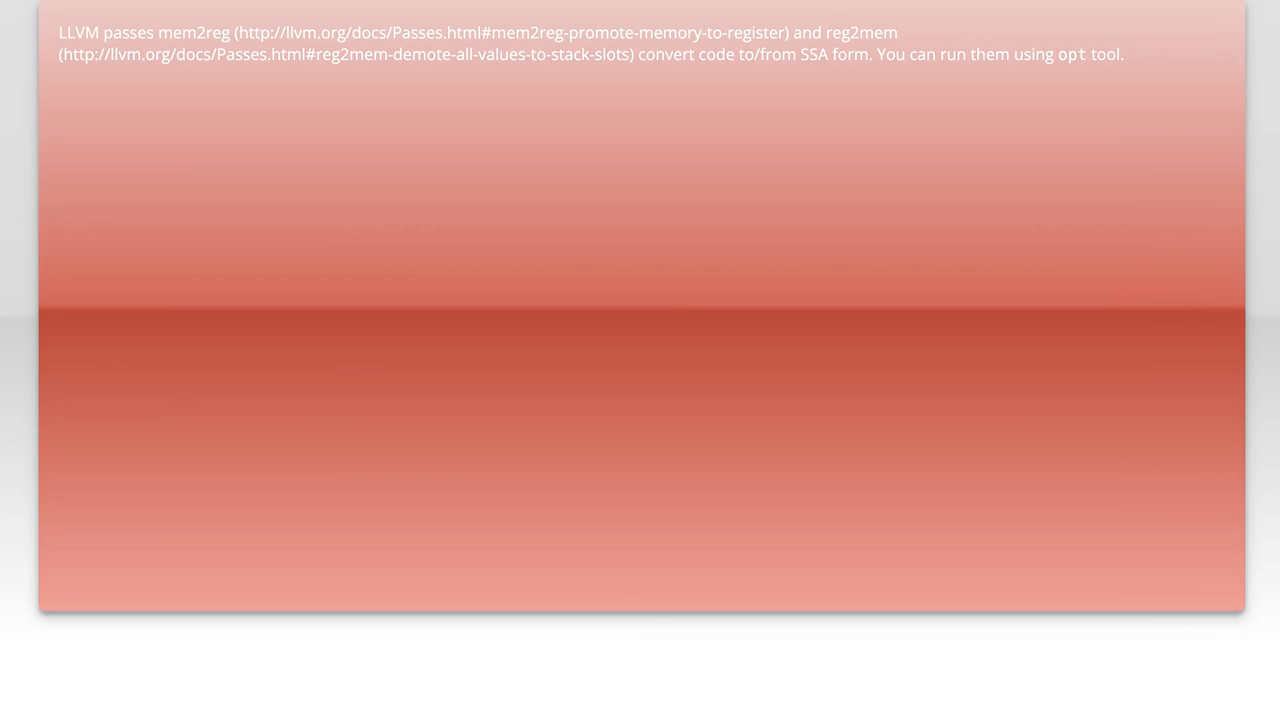 LLVM passes mem2reg (http://llvm.org/docs/Passes.html#mem2reg-promote-memory-to-register) and reg2mem
(http://llvm.org/docs/Passes.html#reg2mem-demote-all-values-to-stack-slots) convert code to/from SSA form. You can run them using opt tool.